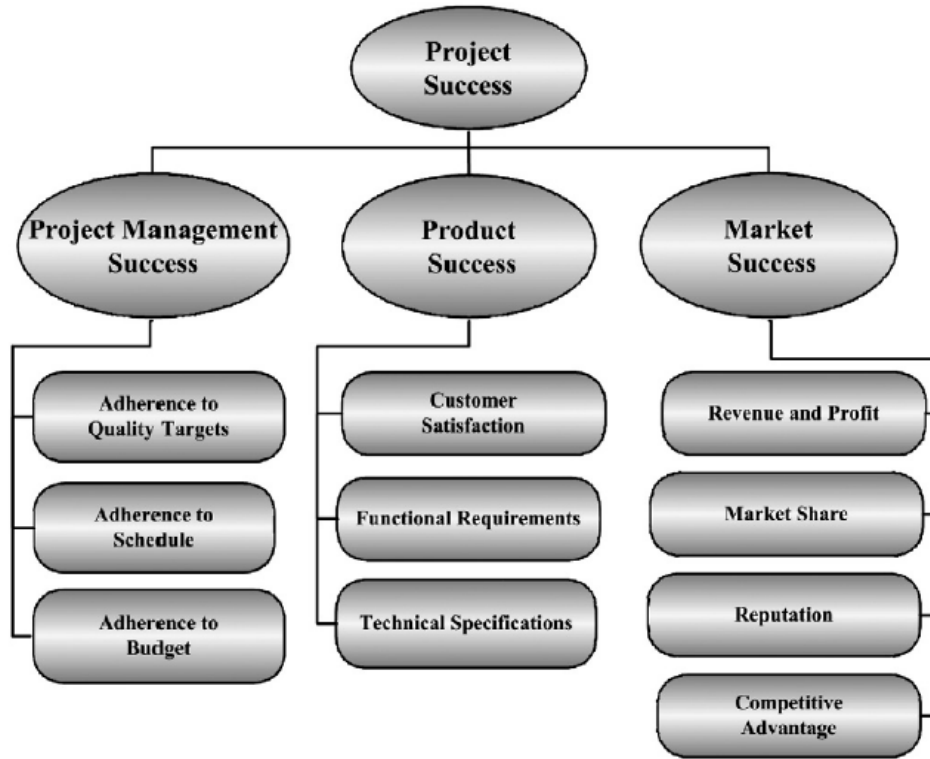 Project
Success
Project Management
Success
Product
Success
Market
Success
Adherence to
Quality Targets
Adherence to
Schedule
Adherence to
Budget
Customer
Satisfaction
Functional Requirements
Technical Specifications
Revenue and Profit
Market Share
Reputation
Competitive
Advantage